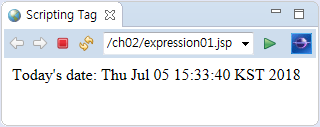 Scripting Tag
/ch02/expression01.jsp
Today's date: Thu Jul 05 15:33:40 KST 2018